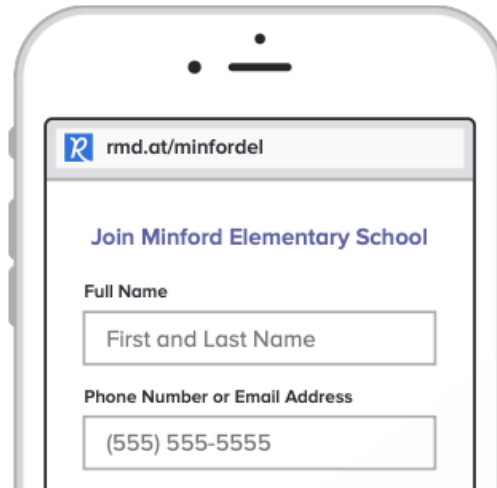 rmd.at/minfordel
Join Minford Elementary School
Full Name
First and Last Name
Phone Number or Email Address
(555) 555-5555